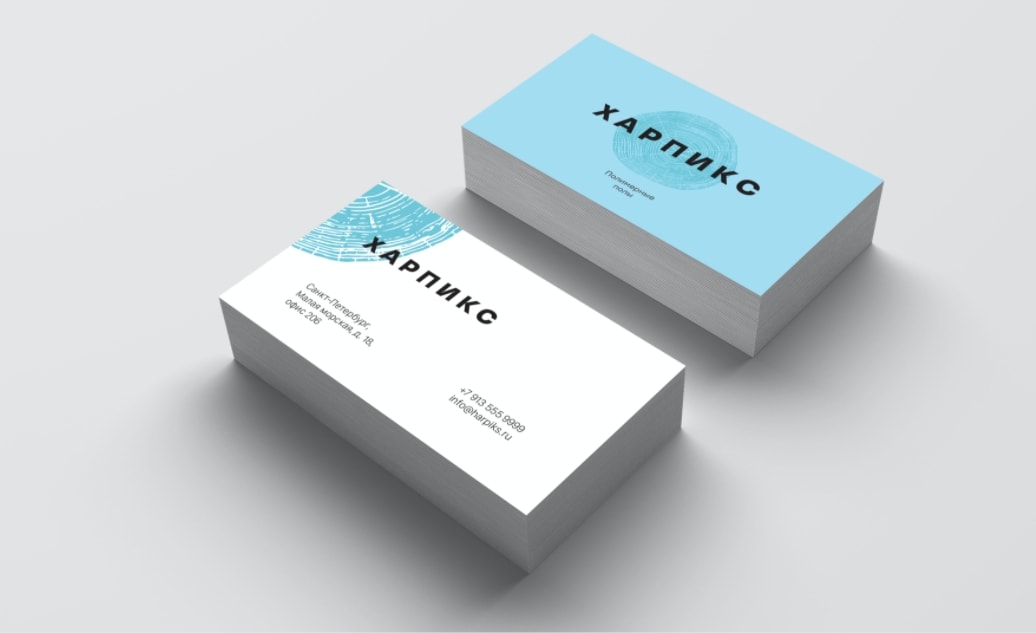 ХАРПИКС
Полимерные
полы
ХАРПИКС
Санкт-Петербург,
Малая морская, д. 18,
офис 206
+7 913 555 9999
info@harpiks.ru